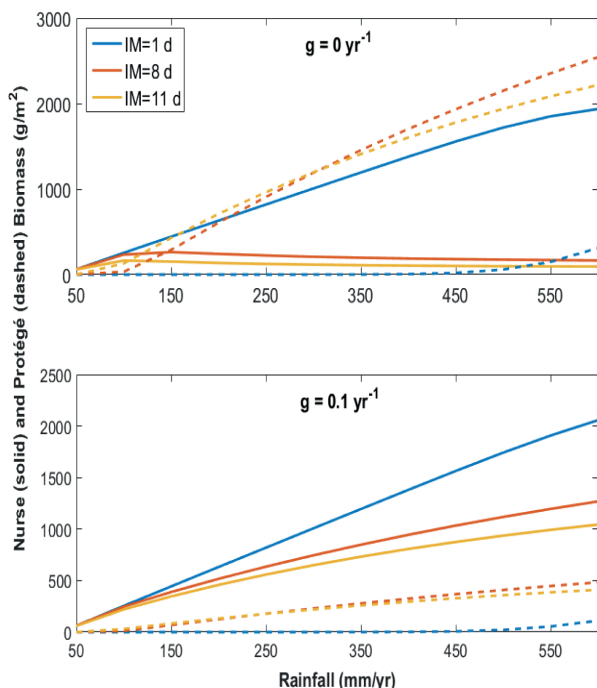 Nurse (solid) and Protégé (dashed) Biomass (g/m²)
3000
2000
1000
0
IM=1 d
IM=8 d
IM=11 d
g = 0 yr⁻¹
50 150 250 350 450 550
2500
2000
1500
1000
500
0
g = 0.1 yr⁻¹
50 150 250 350 450 550
Rainfall (mm/yr)